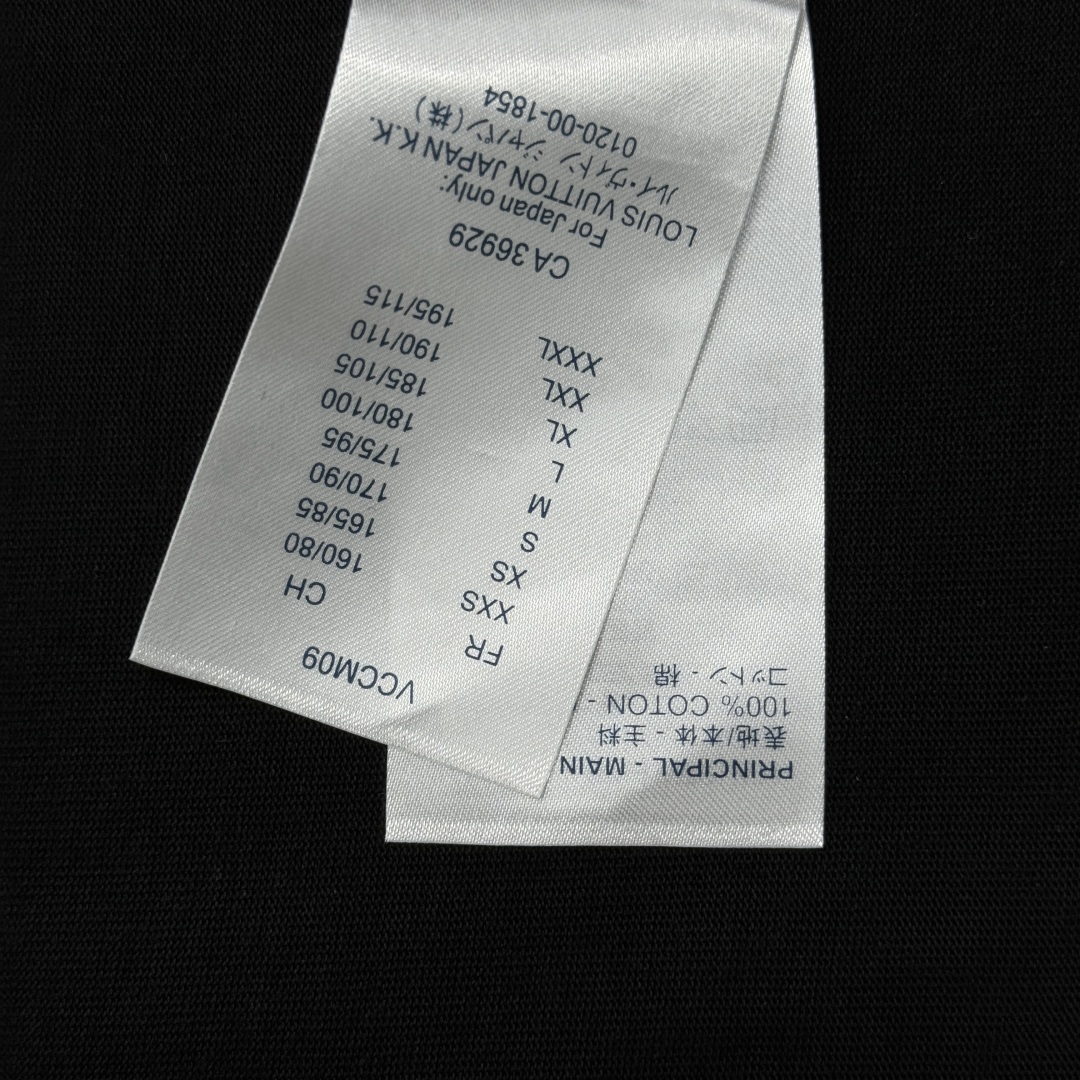 VCCM09
FR CH
XXS 160/80
XS 165/85
S 170/90
M 175/95
L 180/100
XL 185/105
XXL 190/110
XXXL 195/115
CA 36929
For Japan only:
LOUIS VUITTON JAPAN K.K.
ルイ・ヴィトン ジャパン(株)
0120-00-1854
PRINCIPAL - MAIN
表地/本体 - 主料
100% COTON -
コットン - 棉